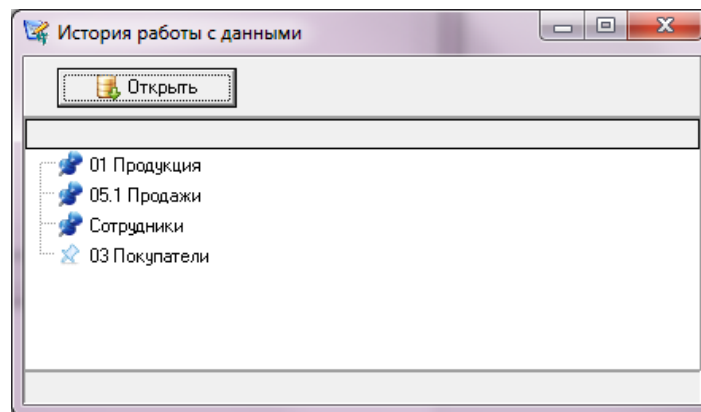 История работы с данными
Открыть
01 Продукция
05.1 Продажи
Сотрудники
03 Покупатели